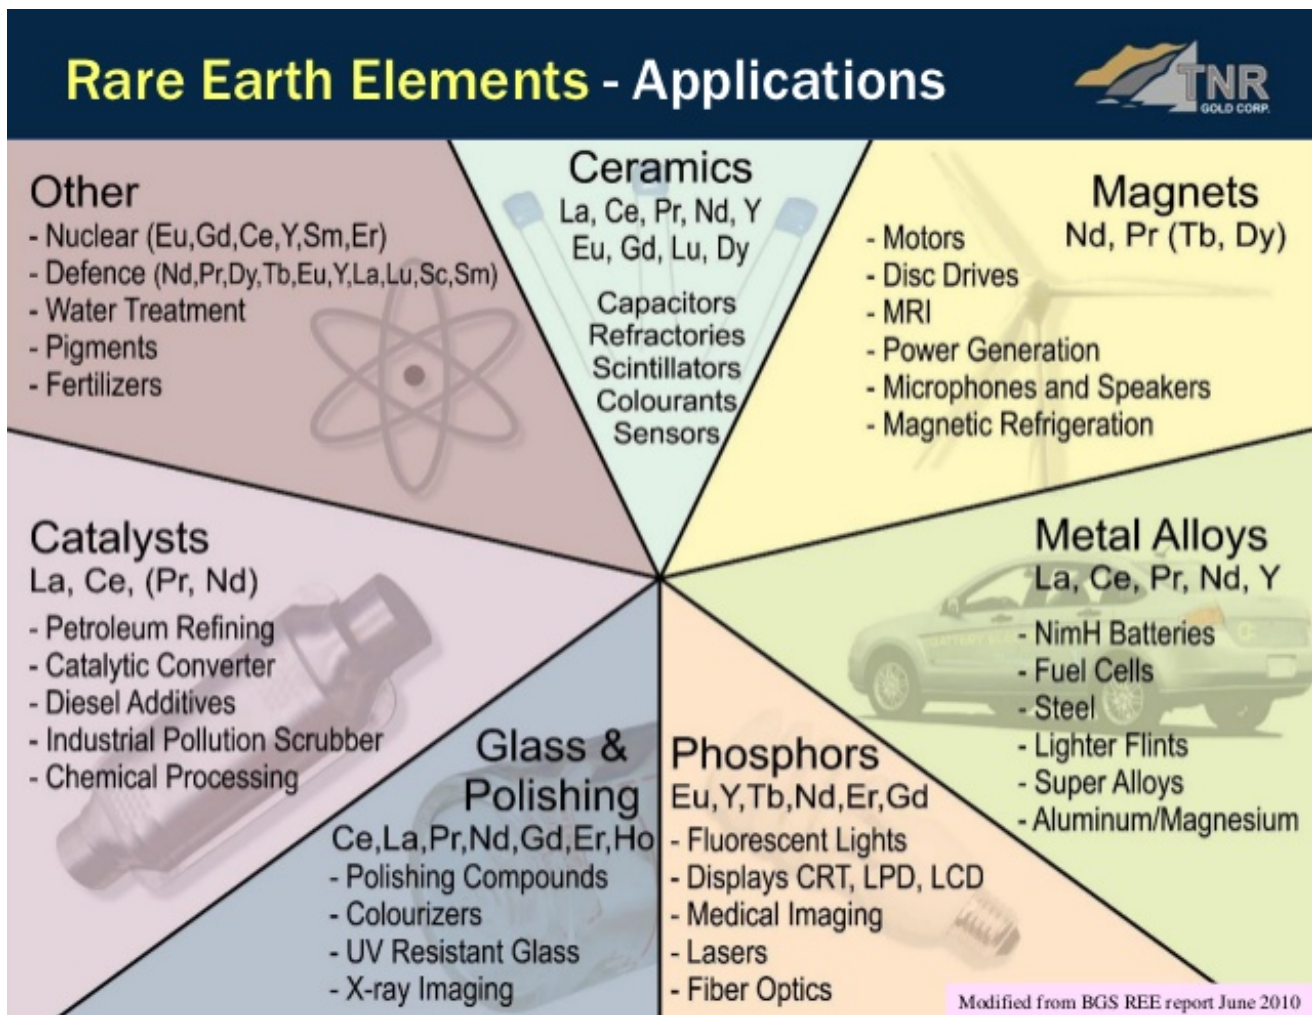 Rare Earth Elements - Applications
TNR
GOLD CORP.
Other
- Nuclear (Eu,Gd,Ce,Y,Sm,Er)
- Defence (Nd,Pr,Dy,Tb,Eu,Y,La,Lu,Sc,Sm)
- Water Treatment
- Pigments
- Fertilizers
Ceramics
La, Ce, Pr, Nd, Y
Eu, Gd, Lu, Dy
Capacitors
Refractories
Scintillators
Colourants
Sensors
Magnets
Nd, Pr (Tb, Dy)
- Motors
- Disc Drives
- MRI
- Power Generation
- Microphones and Speakers
- Magnetic Refrigeration
Catalysts
La, Ce, (Pr, Nd)
- Petroleum Refining
- Catalytic Converter
- Diesel Additives
- Industrial Pollution Scrubber
- Chemical Processing
Glass &
Polishing
Ce,La,Pr,Nd,Gd,Er,Ho
- Polishing Compounds
- Colourizers
- UV Resistant Glass
- X-ray Imaging
Phosphors
Eu,Y,Tb,Nd,Er,Gd
- Fluorescent Lights
- Displays CRT, LPD, LCD
- Medical Imaging
- Lasers
- Fiber Optics
Metal Alloys
La, Ce, Pr, Nd, Y
- NimH Batteries
- Fuel Cells
- Steel
- Lighter Flints
- Super Alloys
- Aluminum/Magnesium
Modified from BGS REE report June 2010